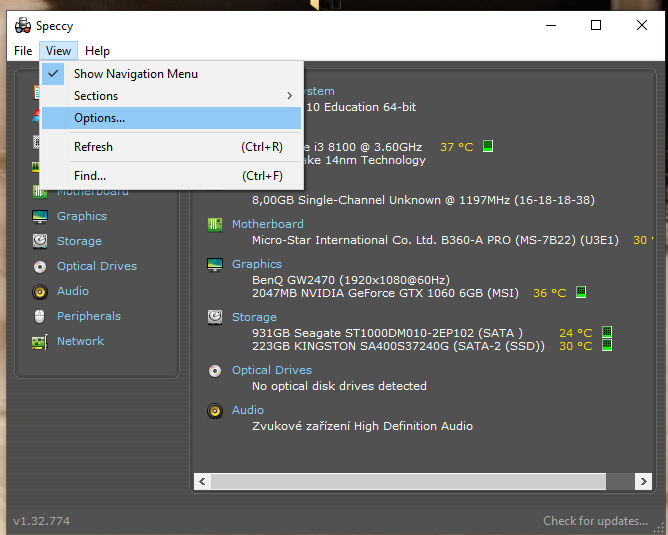 Speccy
File View Help
Show Navigation Menu
Sections
Options...
Refresh (Ctrl+R)
Find... (Ctrl+F)
Motherboard
Graphics
Storage
Optical Drives
Audio
Peripherals
Network
ystem
10 Education 64-bit
e i3 8100 @ 3.60GHz 37 °C
ake 14nm Technology
8,00GB Single-Channel Unknown @ 1197MHz (16-18-18-38)
Motherboard
Micro-Star International Co. Ltd. B360-A PRO (MS-7B22) (U3E1) 30 °
Graphics
BenQ GW2470 (1920x1080@60Hz)
2047MB NVIDIA GeForce GTX 1060 6GB (MSI) 36 °C
Storage
931GB Seagate ST1000DM010-2EP102 (SATA ) 24 °C
223GB KINGSTON SA400S37240G (SATA-2 (SSD)) 30 °C
Optical Drives
No optical disk drives detected
Audio
Zvukové zařízení High Definition Audio
v1.32.774
Check for updates...